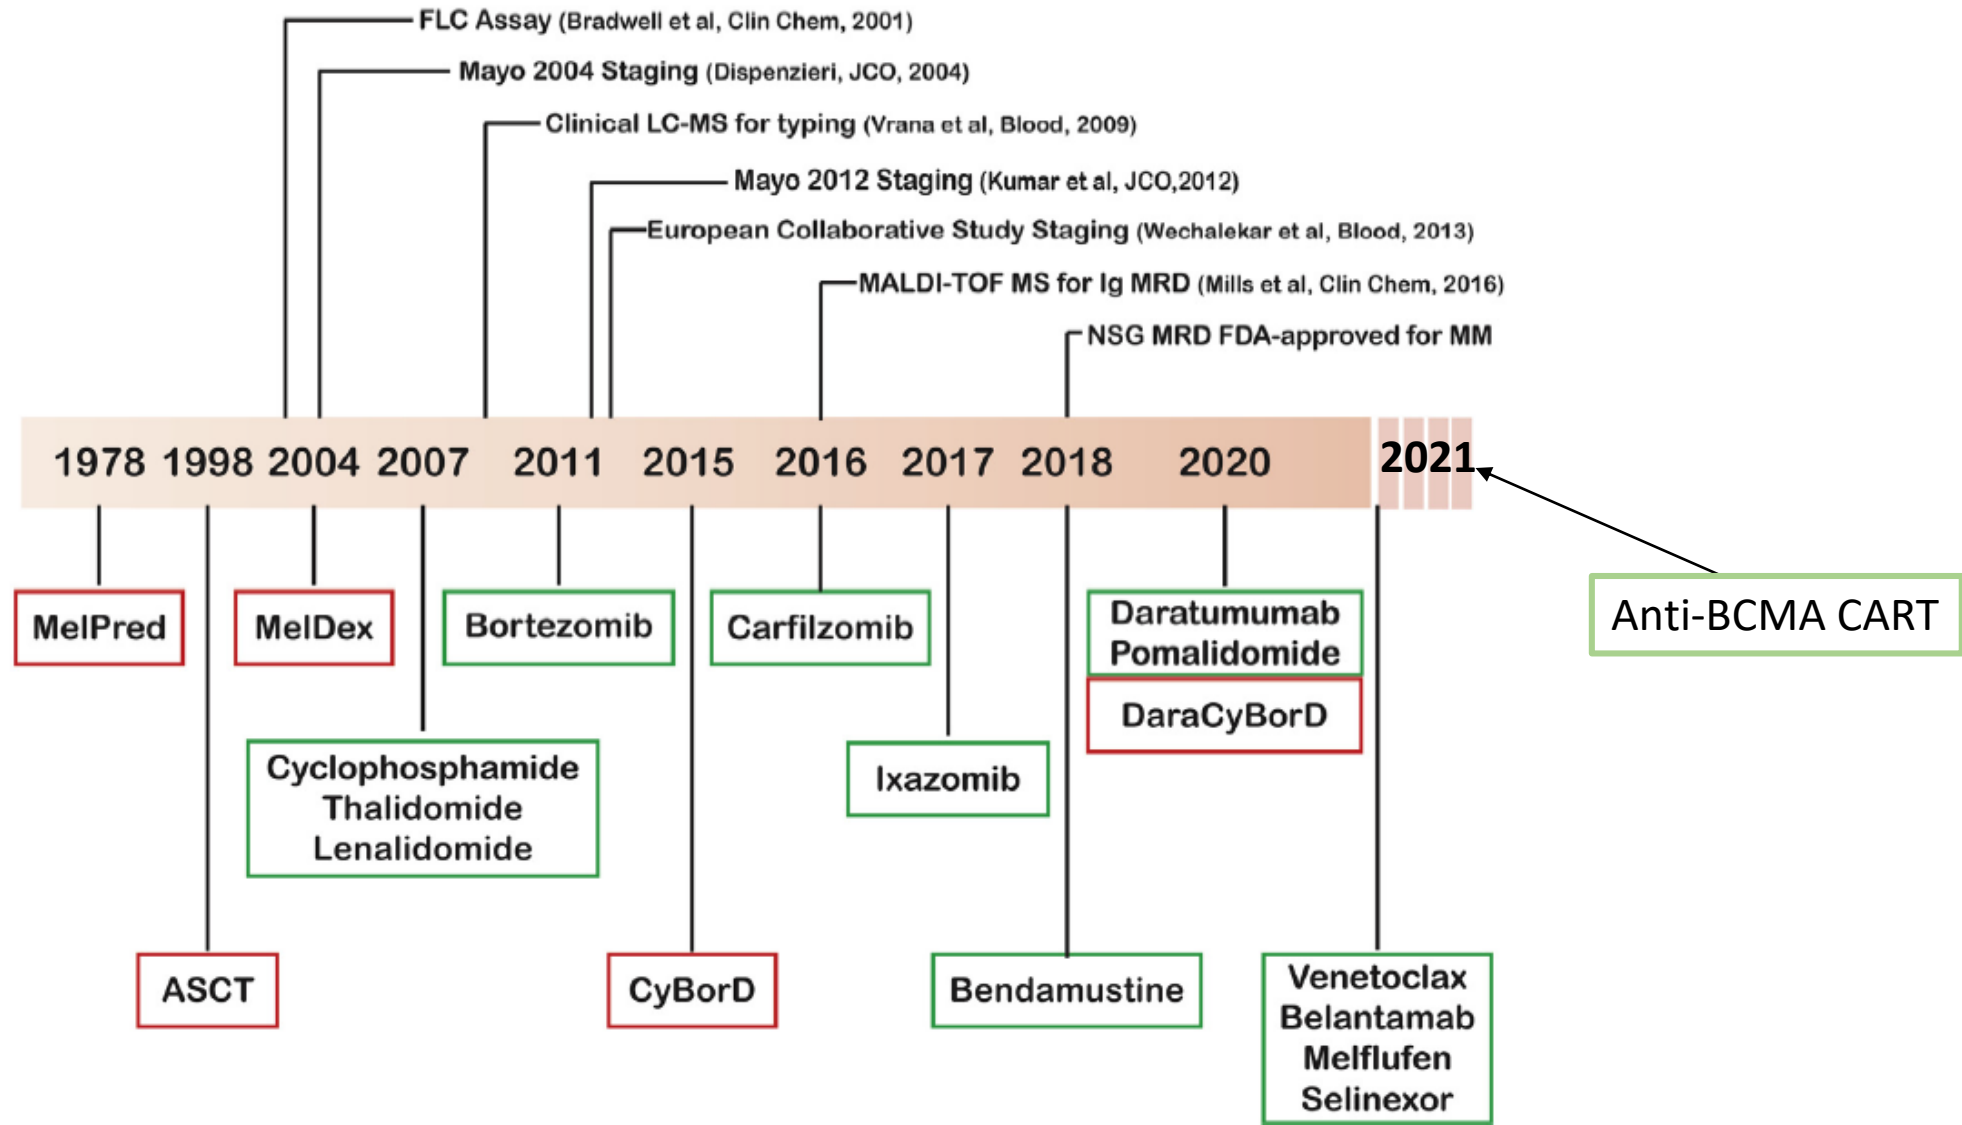 FLC Assay (Bradwell et al, Clin Chem, 2001)
Mayo 2004 Staging (Dispenzieri, JCO, 2004)
Clinical LC-MS for typing (Vrana et al, Blood, 2009)
Mayo 2012 Staging (Kumar et al, JCO,2012)
European Collaborative Study Staging (Wechalekar et al, Blood, 2013)
MALDI-TOF MS for Ig MRD (Mills et al, Clin Chem, 2016)
NSG MRD FDA-approved for MM
1978 1998 2004 2007 2011 2015 2016 2017 2018 2020 2021
MelPred
MelDex
Bortezomib
Carfilzomib
Daratumumab
Pomalidomide
DaraCyBorD
Anti-BCMA CART
Cyclophosphamide
Thalidomide
Lenalidomide
Ixazomib
ASCT
CyBorD
Bendamustine
Venetoclax
Belantamab
Melflufen
Selinexor